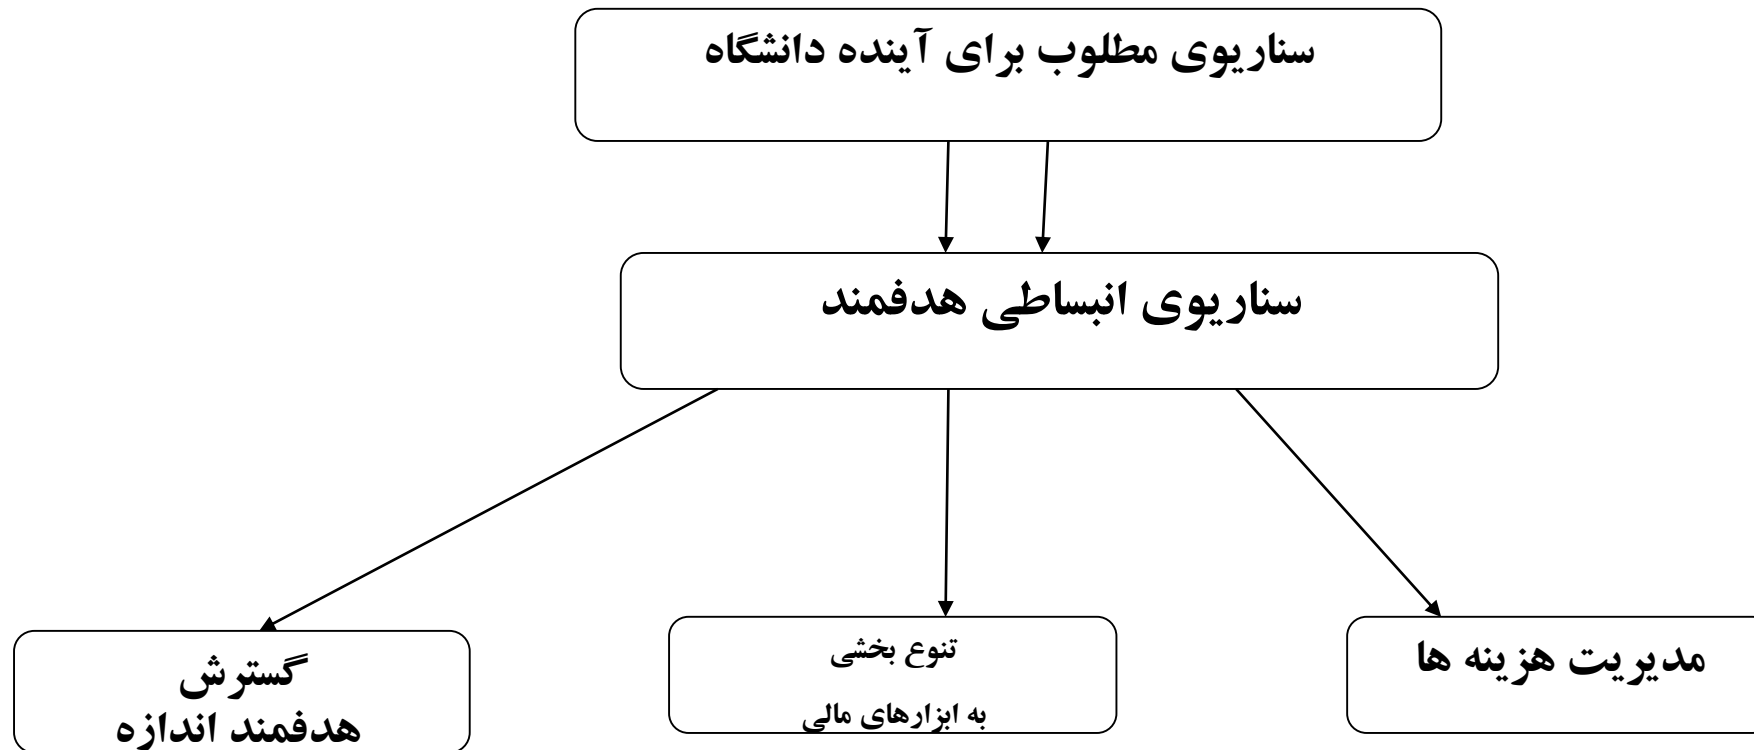 سناریوی مطلوب برای آینده دانشگاه
سناریوی انبساطی هدفمند
مدیریت هزینه ها
تنوع بخشی
به ابزارهای مالی
گسترش
هدفمند اندازه